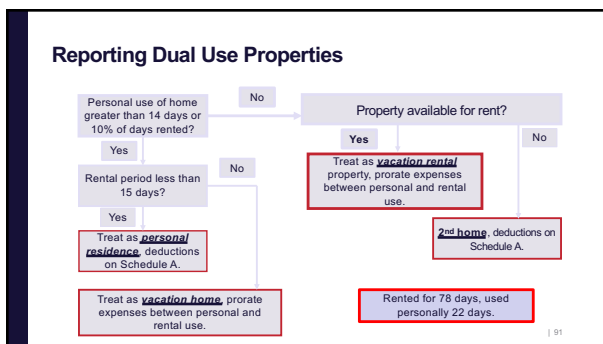 Reporting Dual Use Properties
Personal use of home
greater than 14 days or
10% of days rented?
No
Property available for rent?
Yes
No
Yes
Rental period less than
15 days?
No
Treat as vacation rental
property, prorate expenses
between personal and rental
use.
Yes
2nd home, deductions on
Schedule A.
Treat as personal
residence, deductions
on Schedule A.
Treat as vacation home, prorate
expenses between personal and
rental use.
Rented for 78 days, used
personally 22 days.
| 91